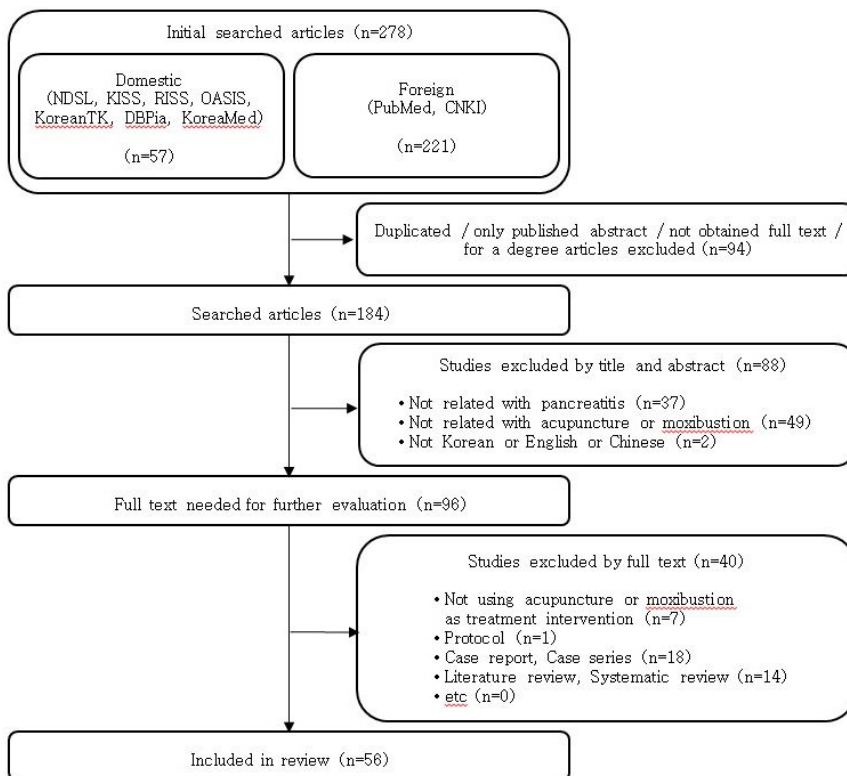 Initial searched articles (n=278)
Domestic
(NDSL, KISS, RISS, OASIS,
KoreanTK, DBPia, KoreaMed)
(n=57)
Foreign
(PubMed, CNKI)
(n=221)
Duplicated / only published abstract / not obtained full text /
for a degree articles excluded (n=94)
Searched articles (n=184)
Studies excluded by title and abstract (n=88)
• Not related with pancreatitis (n=37)
• Not related with acupuncture or moxibustion (n=49)
• Not Korean or English or Chinese (n=2)
Full text needed for further evaluation (n=96)
Studies excluded by full text (n=40)
• Not using acupuncture or moxibustion
as treatment intervention (n=7)
• Protocol (n=1)
• Case report, Case series (n=18)
• Literature review, Systematic review (n=14)
• etc (n=0)
Included in review (n=56)